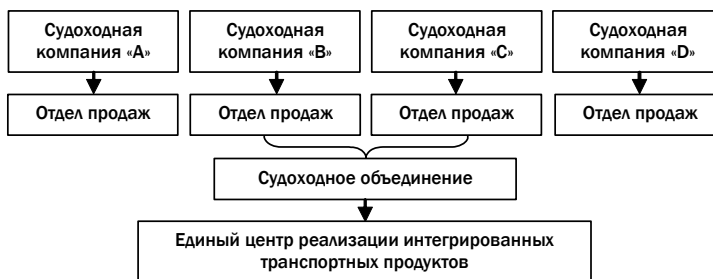 Судоходная
компания «A»
Судоходная
компания «B»
Судоходная
компания «C»
Судоходная
компания «D»
Отдел продаж
Отдел продаж
Отдел продаж
Отдел продаж
Судоходное объединение
Единый центр реализации интегрированных
транспортных продуктов